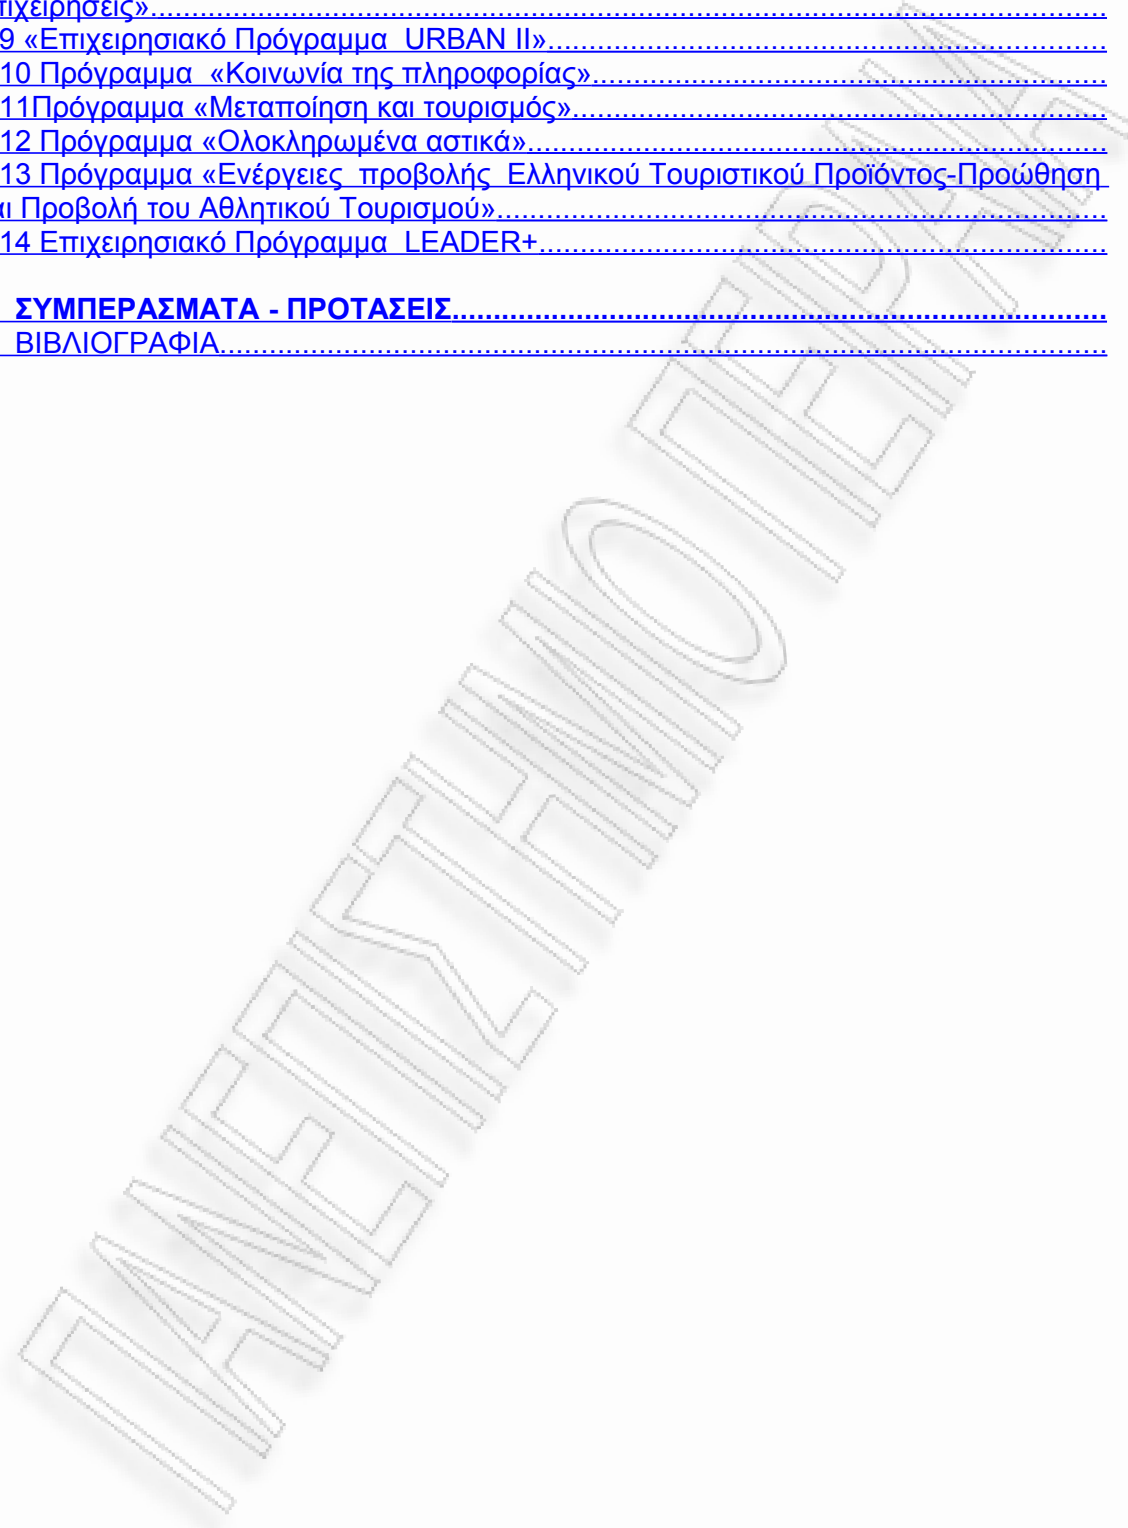 πιχειρήσεις»
9 «Επιχειρησιακό Πρόγραμμα  URBAN II»
10 Πρόγραμμα  «Κοινωνία της πληροφορίας»
11Πρόγραμμα «Μεταποίηση και τουρισμός»
12 Πρόγραμμα «Ολοκληρωμένα αστικά»
13 Πρόγραμμα «Ενέργειες  προβολής  Ελληνικού Τουριστικού Προϊόντος-Προώθηση
αι Προβολή του Αθλητικού Τουρισμού»
14 Επιχειρησιακό Πρόγραμμα  LEADER+
ΣΥΜΠΕΡΑΣΜΑΤΑ - ΠΡΟΤΑΣΕΙΣ
ΒΙΒΛΙΟΓΡΑΦΙΑ
ΠΑΝΕΠΙΣΤΗΜΙΟ ΠΕΙΡΑΙΑ